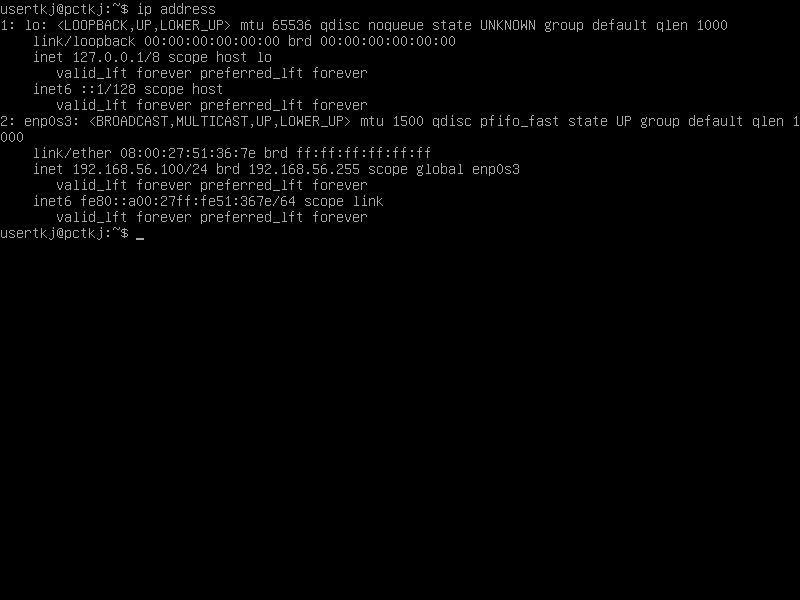 usertkj@pctkj:~$ ip address
1: lo: <LOOPBACK,UP,LOWER_UP> mtu 65536 qdisc noqueue state UNKNOWN group default qlen 1000
    link/loopback 00:00:00:00:00:00 brd 00:00:00:00:00:00
    inet 127.0.0.1/8 scope host lo
       valid_lft forever preferred_lft forever
    inet6 ::1/128 scope host
       valid_lft forever preferred_lft forever
2: enp0s3: <BROADCAST,MULTICAST,UP,LOWER_UP> mtu 1500 qdisc pfifo_fast state UP group default qlen 1
000
    link/ether 08:00:27:51:36:7e brd ff:ff:ff:ff:ff:ff
    inet 192.168.56.100/24 brd 192.168.56.255 scope global enp0s3
       valid_lft forever preferred_lft forever
    inet6 fe80::a00:27ff:fe51:367e/64 scope link
       valid_lft forever preferred_lft forever
usertkj@pctkj:~$ _